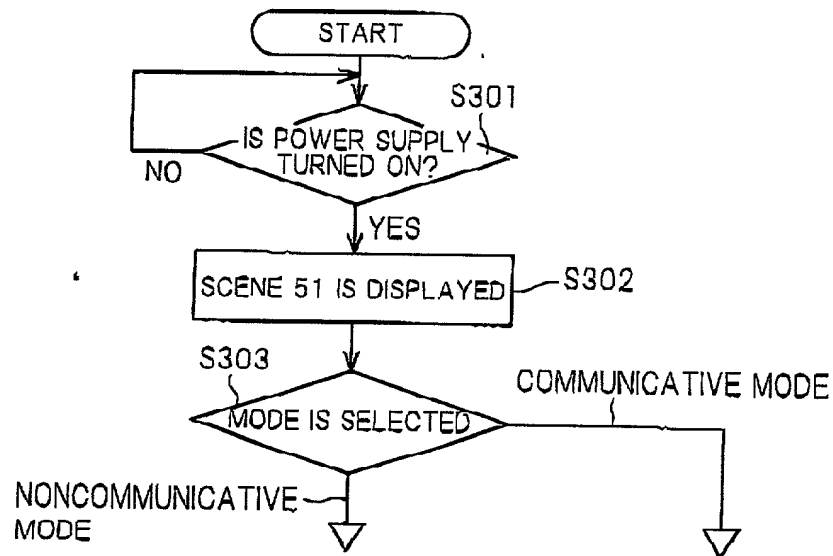 START
S301
IS POWER SUPPLY
TURNED ON?
NO
YES
SCENE 51 IS DISPLAYED
S302
S303
COMMUNICATIVE MODE
MODE IS SELECTED
NONCOMMUNICATIVE
MODE